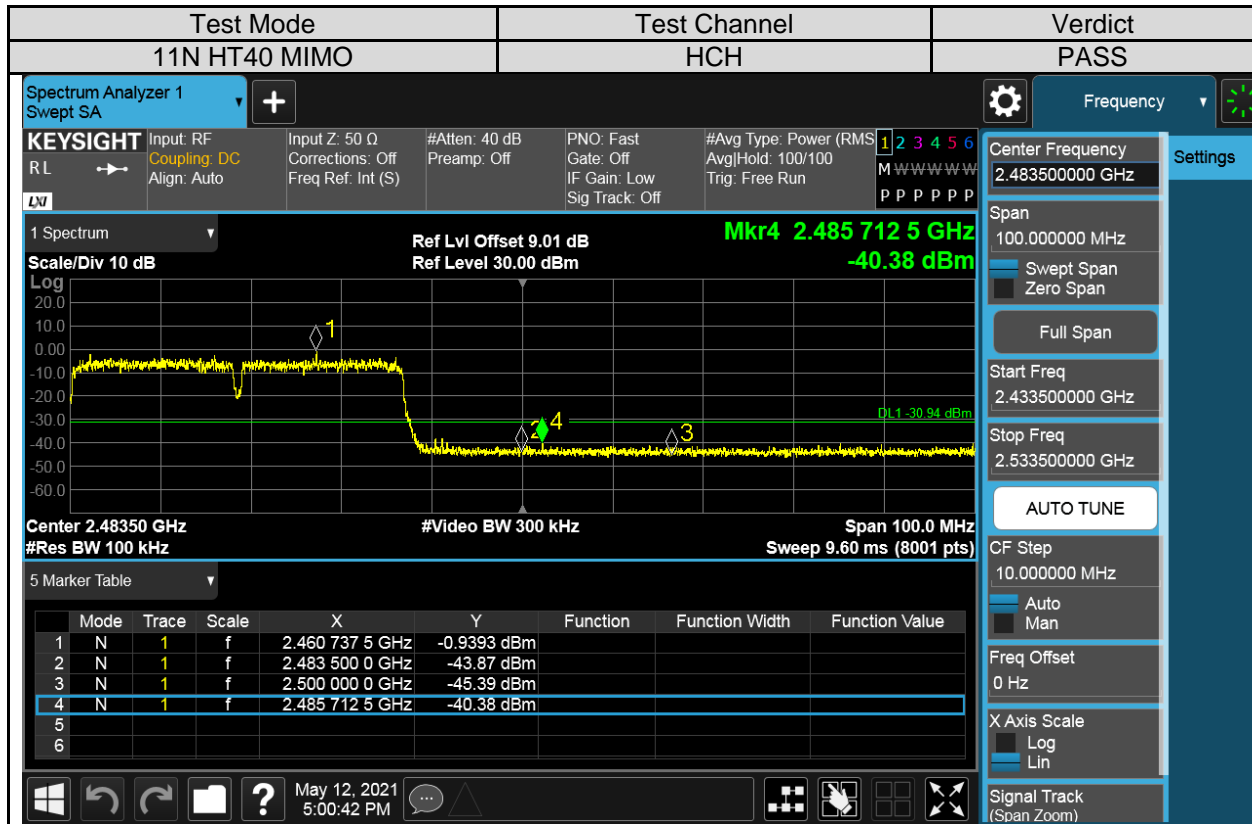 Test Mode Test Channel Verdict
11N HT40 MIMO HCH PASS
Spectrum Analyzer 1
Swept SA
+
Frequency
KEYSIGHT
R L
LXI
Input: RF
Coupling: DC
Align: Auto
Input Z: 50 Ω
Corrections: Off
Freq Ref: Int (S)
#Atten: 40 dB
Preamp: Off
PNO: Fast
Gate: Off
IF Gain: Low
Sig Track: Off
#Avg Type: Power (RMS
Avg|Hold: 100/100
Trig: Free Run
1 2 3 4 5 6
M W W W W W
P P P P P P
1 Spectrum
Scale/Div 10 dB
Ref Lvl Offset 9.01 dB
Ref Level 30.00 dBm
Mkr4 2.485 712 5 GHz
-40.38 dBm
Log
20.0
10.0
0.00
-10.0
-20.0
-30.0
-40.0
-50.0
-60.0
1
2
4
3
DL1 -30.94 dBm
Center 2.48350 GHz #Video BW 300 kHz Span 100.0 MHz
#Res BW 100 kHz Sweep 9.60 ms (8001 pts)
5 Marker Table
Mode Trace Scale X Y Function Function Width Function Value
1 N 1 f 2.460 737 5 GHz -0.9393 dBm
2 N 1 f 2.483 500 0 GHz -43.87 dBm
3 N 1 f 2.500 000 0 GHz -45.39 dBm
4 N 1 f 2.485 712 5 GHz -40.38 dBm
5
6
?
May 12, 2021
5:00:42 PM
Center Frequency
2.483500000 GHz
Settings
Span
100.000000 MHz
Swept Span
Zero Span
Full Span
Start Freq
2.433500000 GHz
Stop Freq
2.533500000 GHz
AUTO TUNE
CF Step
10.000000 MHz
Auto
Man
Freq Offset
0 Hz
X Axis Scale
Log
Lin
Signal Track
(Span Zoom)